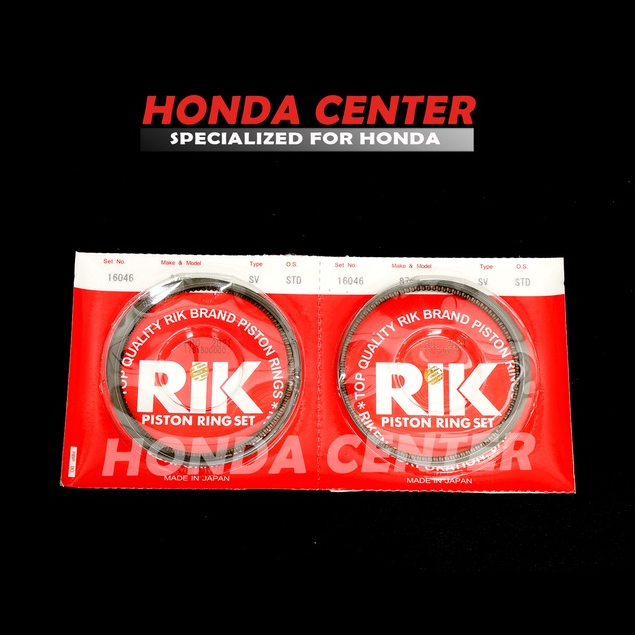 HONDA CENTER
SPECIALIZED FOR HONDA
Set No. Make & Model Type O.S.
16046 SV STD
Set No. Make & Model Type O.S.
16046 SV STD
TOP QUALITY RIK BRAND PISTON RINGS
RIK
PISTON RING SET
MADE IN JAPAN
TOP QUALITY RIK BRAND PISTON RINGS
RIK
PISTON RING SET
MADE IN JAPAN
HONDA CENTER